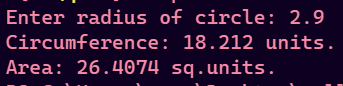 Enter radius of circle: 2.9
Circumference: 18.212 units.
Area: 26.4074 sq.units.